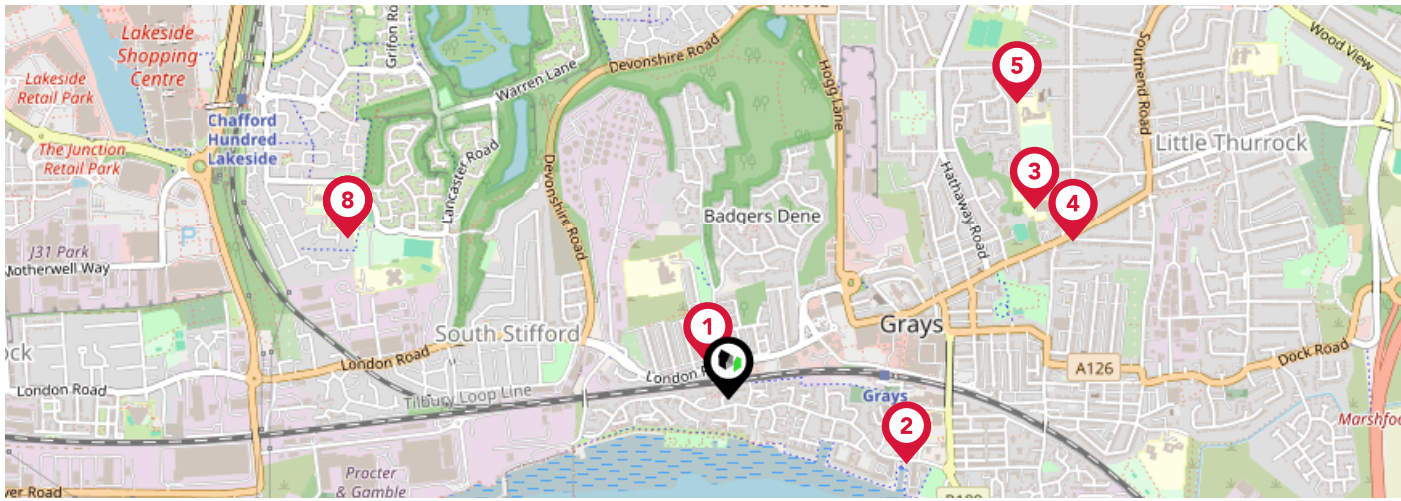 Lakeside
Shopping
Centre
Lakeside
Retail Park
Grifon Ro
Devonshire Road
Warren Lane
Hogg Lane
Southend Road
Wood View
5
Chafford
Hundred
Lakeside
The Junction
Retail Park
Little Thurrock
Lancaster Road
Devonshire Road
Hathaway Road
3
8
4
P
Badgers Dene
J31 Park
Motherwell Way
1
South Stifford
Grays
ock
London Road
Dock Road
A126
London R
London Road
Tilbury Loop Line
Grays
2
Marshfoo
Procter
& Gamble
ver Road